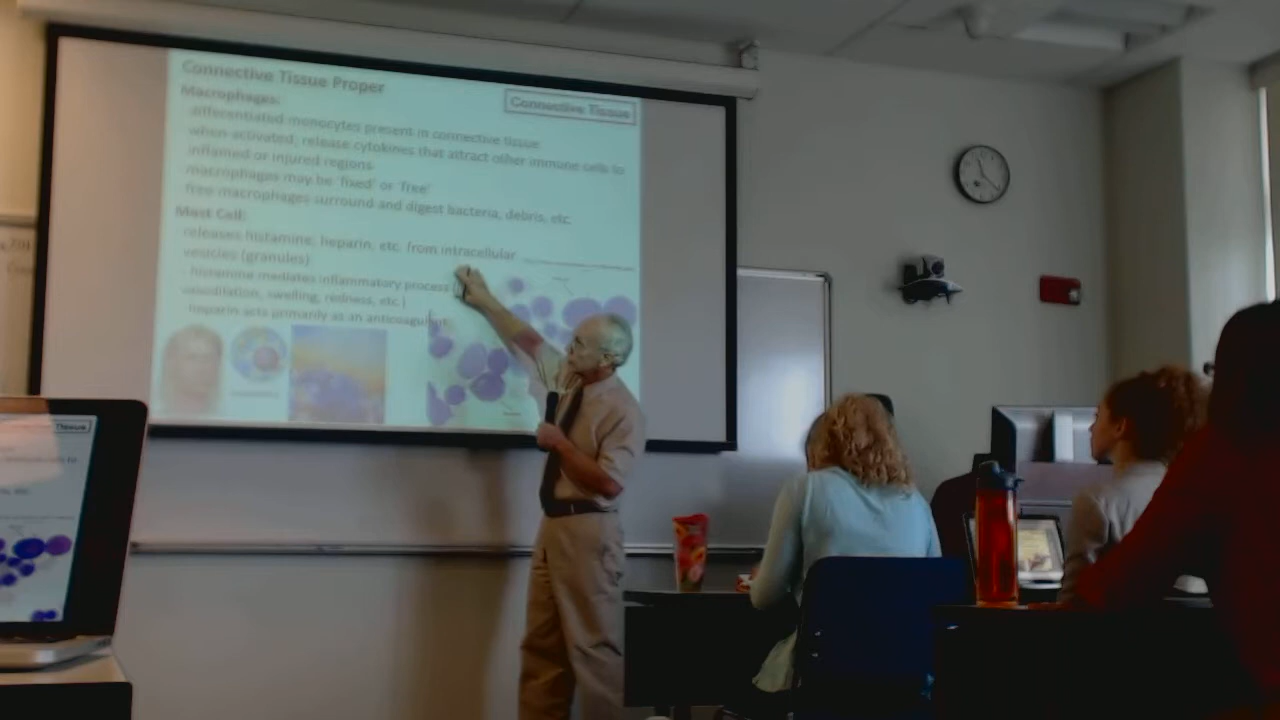 Connective Tissue Proper
Connective Tissue
Macrophages:
differentiated monocytes present in connective tissue
when activated, release cytokines that attract other immune cells to
inflamed or injured regions
macrophages may be 'fixed' or 'free'
free macrophages surround and digest bacteria, debris, etc.
Mast Cell:
releases histamine, heparin, etc. from intracellular
vesicles (granules)
- histamine mediates inflammatory process (
vasodilation, swelling, redness, etc.)
heparin acts primarily as an anticoagulant
Tissue